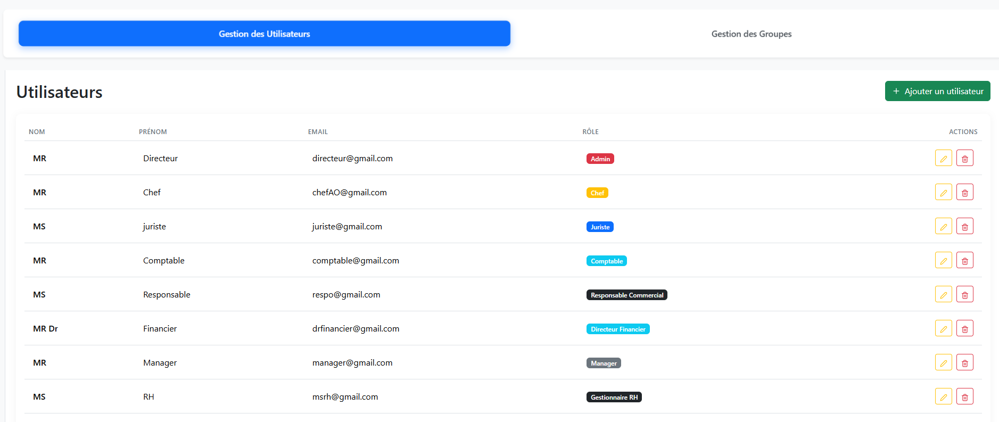 Gestion des Utilisateurs Gestion des Groupes
Utilisateurs
+ Ajouter un utilisateur
NOM PRÉNOM EMAIL RÔLE ACTIONS
MR Directeur directeur@gmail.com Admin
MR Chef chefAO@gmail.com Chef
MS juriste juriste@gmail.com Juriste
MR Comptable comptable@gmail.com Comptable
MS Responsable respo@gmail.com Responsable Commercial
MR Dr Financier drfinancier@gmail.com Directeur Financier
MR Manager manager@gmail.com Manager
MS RH msrh@gmail.com Gestionnaire RH